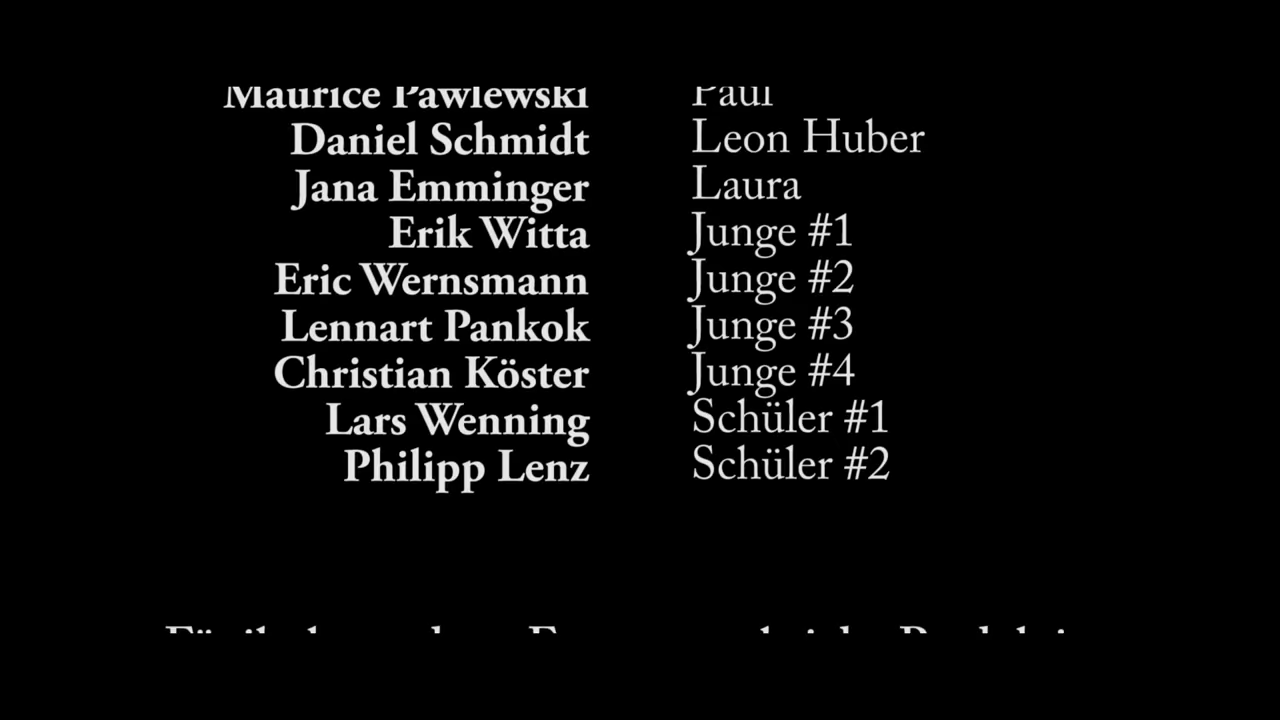 Maurice Pawlewski Paul
Daniel Schmidt Leon Huber
Jana Emminger Laura
Erik Witta Junge #1
Eric Wernsmann Junge #2
Lennart Pankok Junge #3
Christian Köster Junge #4
Lars Wenning Schüler #1
Philipp Lenz Schüler #2